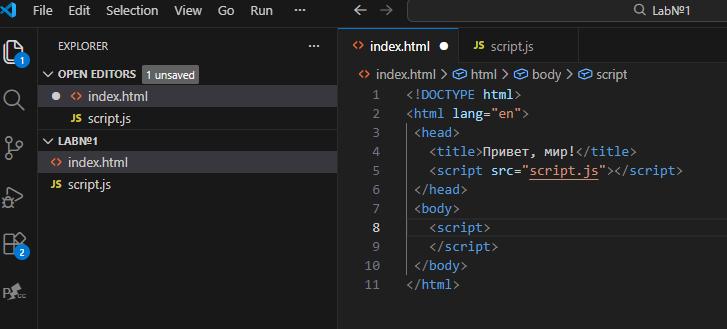 File Edit Selection View Go Run ··· LabNº1
EXPLORER ···
index.html script.js
OPEN EDITORS 1 unsaved
index.html > html > body > script
index.html
script.js
LABNº1
index.html
script.js
1
2
1 <!DOCTYPE html>
2 <html lang="en">
3 <head>
4 <title>Привет, мир!</title>
5 <script src="script.js"></script>
6 </head>
7 <body>
8 <script>
9 </script>
10 </body>
11 </html>